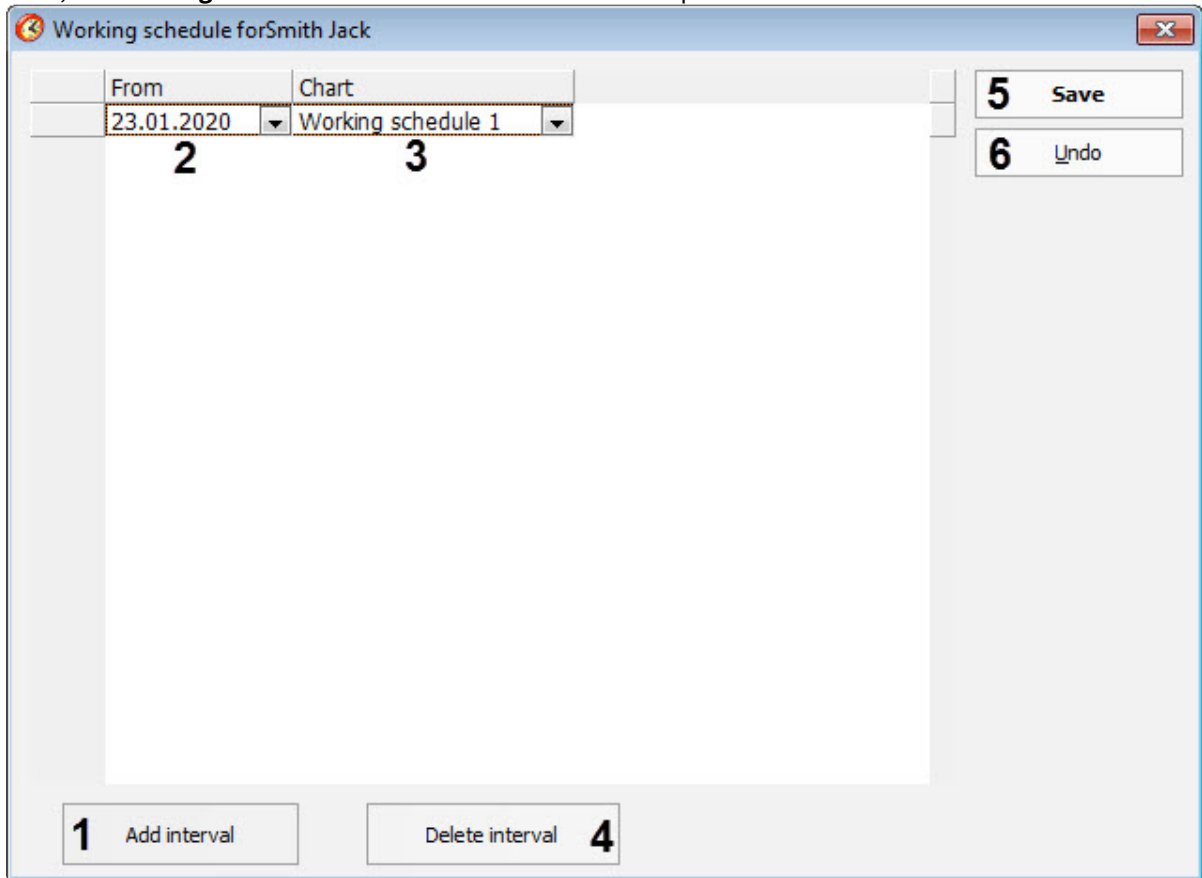 Working schedule forSmith Jack
From Chart
23.01.2020 Working schedule 1
2 3
5 Save
6 Undo
1 Add interval
Delete interval 4